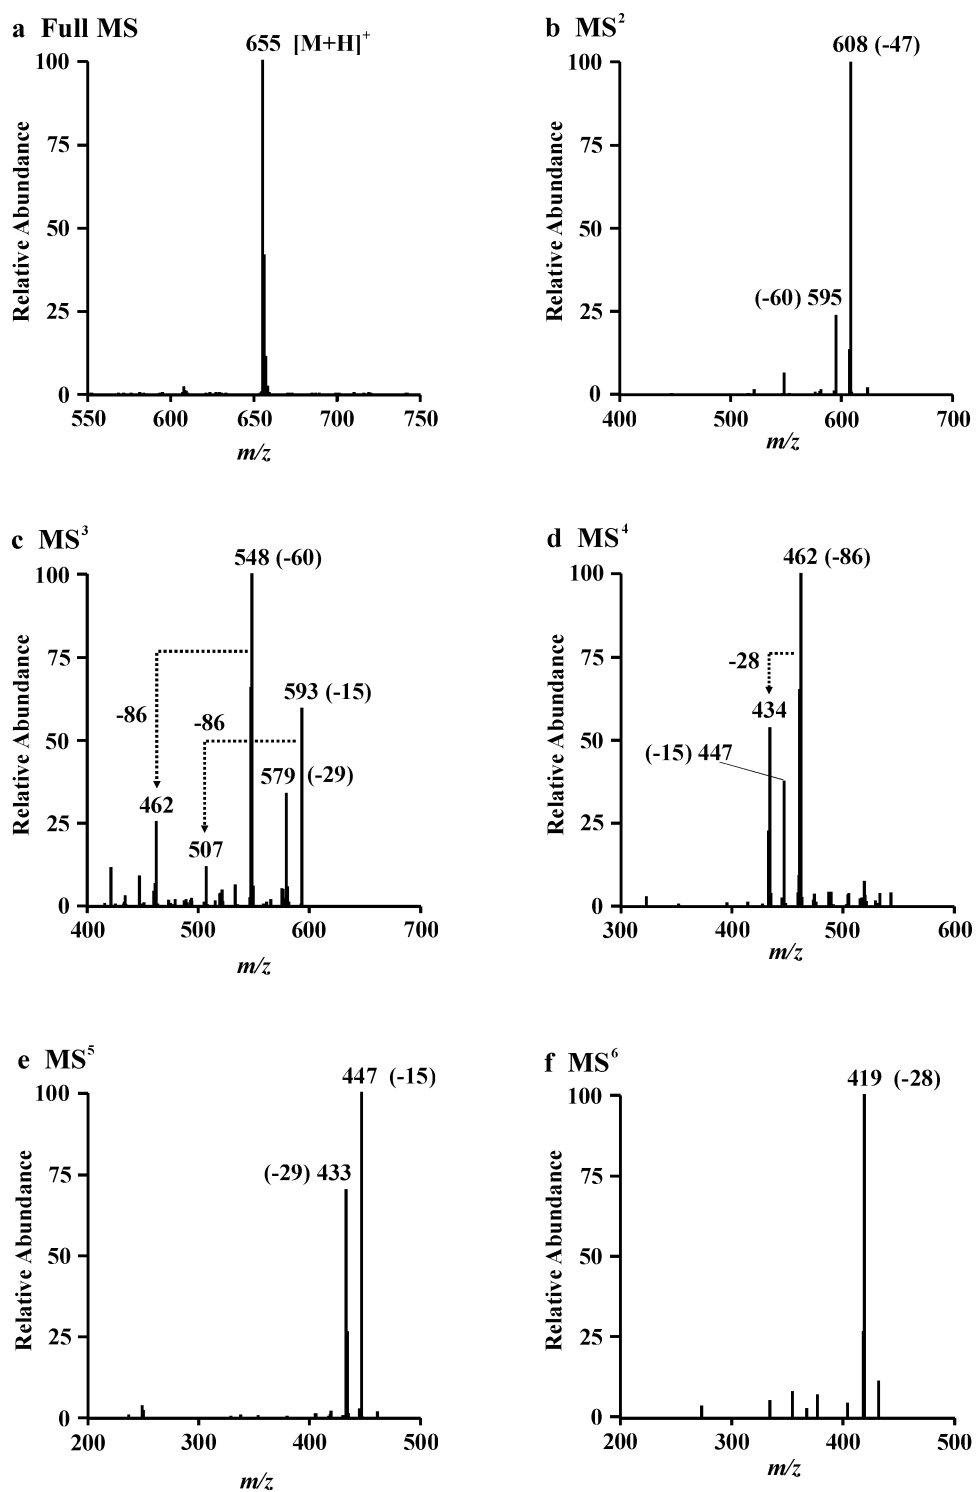 a Full MS
655 [M+H]+
100
75
50
25
0
550 600 650 700 750
m/z
Relative Abundance
b MS2
608 (-47)
(-60) 595
100
75
50
25
0
400 500 600 700
m/z
Relative Abundance
c MS3
548 (-60)
593 (-15)
-86
-86
579 (-29)
462
507
100
75
50
25
0
400 500 600 700
m/z
Relative Abundance
d MS4
462 (-86)
-28
434
(-15) 447
100
75
50
25
0
300 400 500 600
m/z
Relative Abundance
e MS5
447 (-15)
(-29) 433
100
75
50
25
0
200 300 400 500
m/z
Relative Abundance
f MS6
419 (-28)
100
75
50
25
0
200 300 400 500
m/z
Relative Abundance